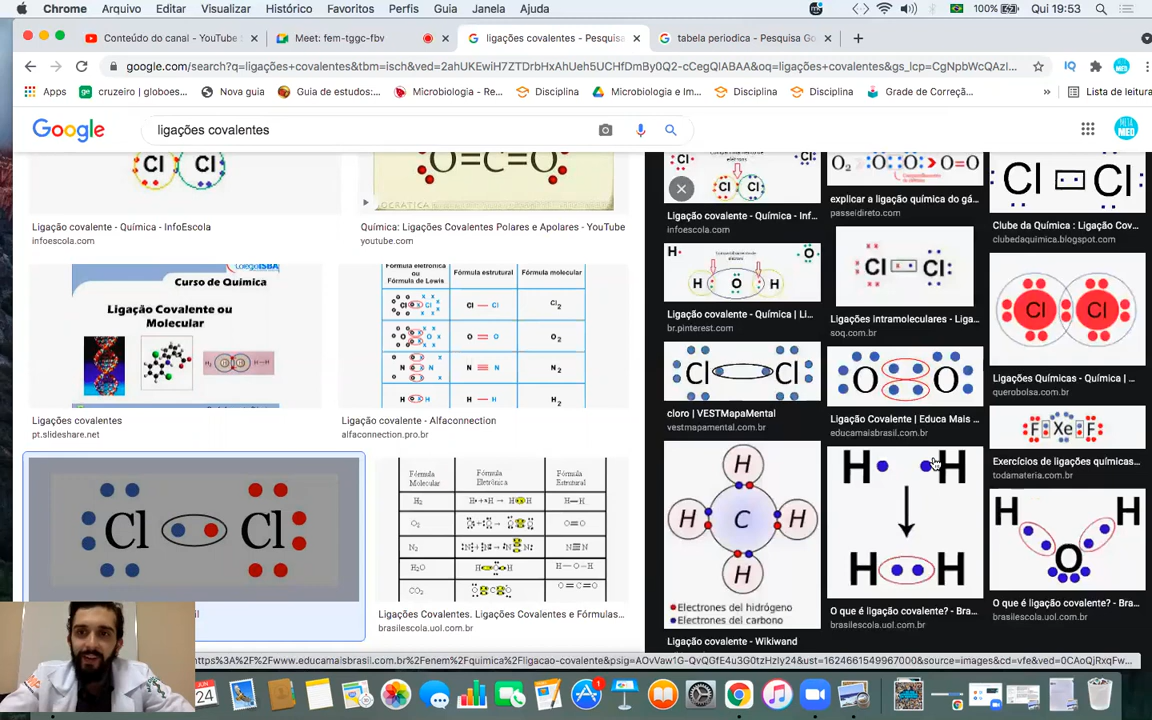 Chrome Arquivo Editar Visualizar Histórico Favoritos Perfis Guia Janela Ajuda
100% Qui 19:53
Conteúdo do canal - YouTube
Meet: fem-tggc-fbv
ligações covalentes - Pesquisa
tabela periodica - Pesquisa Go
google.com/search?q=ligações+covalentes&tbm=isch&ved=2ahUKEwiH7ZTDrbHxAhUeh5UCHfDmBy0Q2-cCegQIABAA&oq=ligações+covalentes&gs_lcp=CgNpbWcQAzI...
Apps
cruzeiro | globoes...
Nova guia
Guia de estudos:...
Microbiologia - Re...
Disciplina
Microbiologia e Im...
Disciplina
Disciplina
Grade de Correçã...
»
Lista de leitura
Google
ligações covalentes
META
MED
Cl Cl
Ligação covalente - Química - InfoEscola
infoescola.com
O=C=O
Química: Ligações Covalentes Polares e Apolares - YouTube
youtube.com
Curso de Química
Ligação Covalente ou
Molecular
Ligações covalentes
pt.slideshare.net
Fórmula eletrônica
ou
Fórmula de Lewis
Fórmula estrutural
Fórmula molecular
Cl Cl
Cl — Cl
Cl2
O O
O = O
O2
N N
N ≡ N
N2
H H
H — H
H2
Ligação covalente - Alfaconnection
alfaconnection.pro.br
Cl Cl
Fórmula
Molecular
Fórmula
Eletrônica
Fórmula
Estrutural
H2
H—H
O2
O=O
N2
N≡N
H2O
H—O—H
CO2
O=C=O
Ligações Covalentes. Ligações Covalentes e Fórmulas...
brasilescola.uol.com.br
Cl Cl
Cl Cl
Ligação covalente - Química - Inf...
infoescola.com
O2 O O O=O
explicar a ligação química do gá...
passeidireto.com
Cl Cl
Clube da Química : Ligação Cov...
clubedaquimica.blogspot.com
H O
H O H
Ligação covalente - Química | Li...
br.pinterest.com
Cl Cl
Ligações intramoleculares - Liga...
soq.com.br
Cl Cl
Ligações Químicas - Química | ...
querobolsa.com.br
Cl Cl
cloro | VESTMapaMental
vestmapamental.com.br
O O
Ligação Covalente | Educa Mais ...
educamaisbrasil.com.br
F Xe F
Exercícios de ligações químicas...
todamateria.com.br
H
H C H
H
Electrones del hidrógeno
Electrones del carbono
Ligação covalente - Wikiwand
H H
H H
O que é ligação covalente? - Bra...
brasilescola.uol.com.br
H H
O
O que é ligação covalente? - Bra...
brasilescola.uol.com.br
24
1